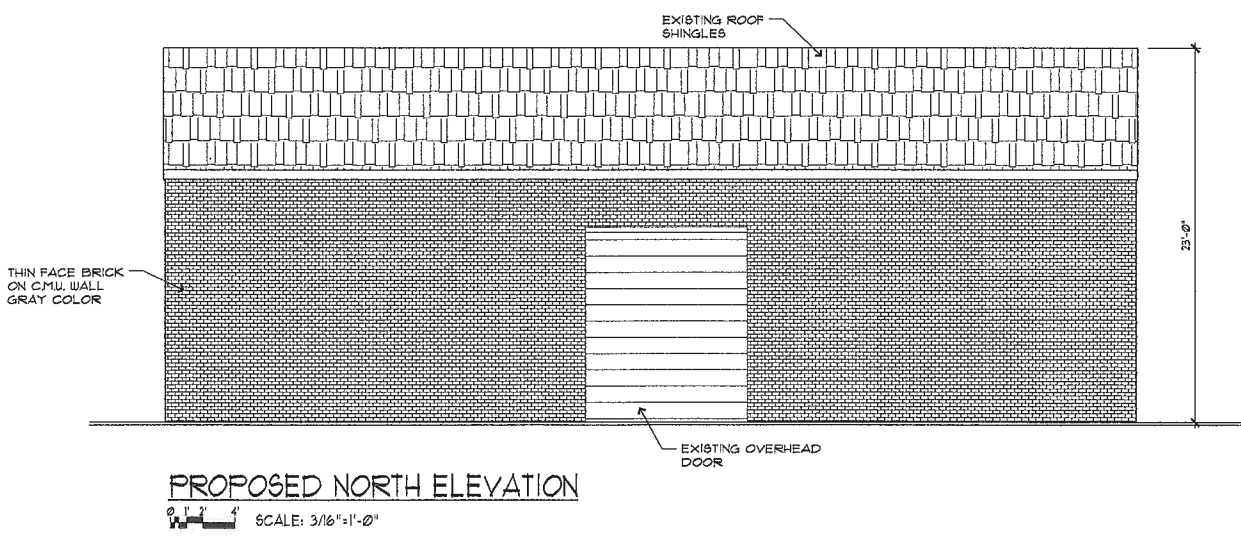 EXISTING ROOF
SHINGLES
23'-0"
THIN FACE BRICK
ON C.M.U. WALL
GRAY COLOR
EXISTING OVERHEAD
DOOR
PROPOSED NORTH ELEVATION
0 1' 2' 4'
SCALE: 3/16"=1'-0"